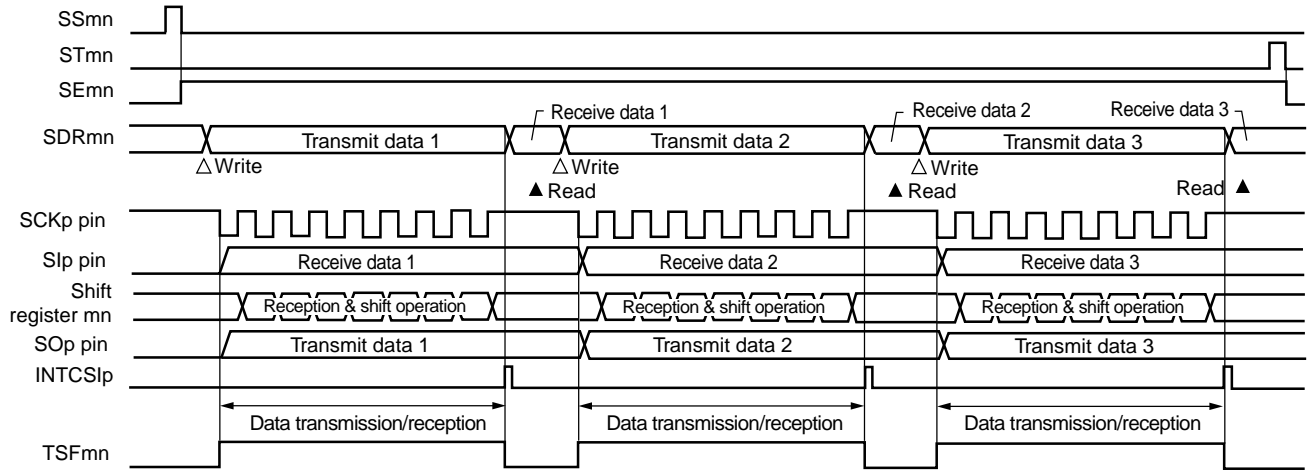 SSmn
STmn
SEmn
Receive data 1 Receive data 2 Receive data 3
SDRmn Transmit data 1 Transmit data 2 Transmit data 3
△Write △Write △Write
▲Read ▲Read Read▲
SCKp pin
SIp pin Receive data 1 Receive data 2 Receive data 3
Shift
register mn Reception & shift operation Reception & shift operation Reception & shift operation
SOp pin Transmit data 1 Transmit data 2 Transmit data 3
INTCSIp
Data transmission/reception Data transmission/reception Data transmission/reception
TSFmn